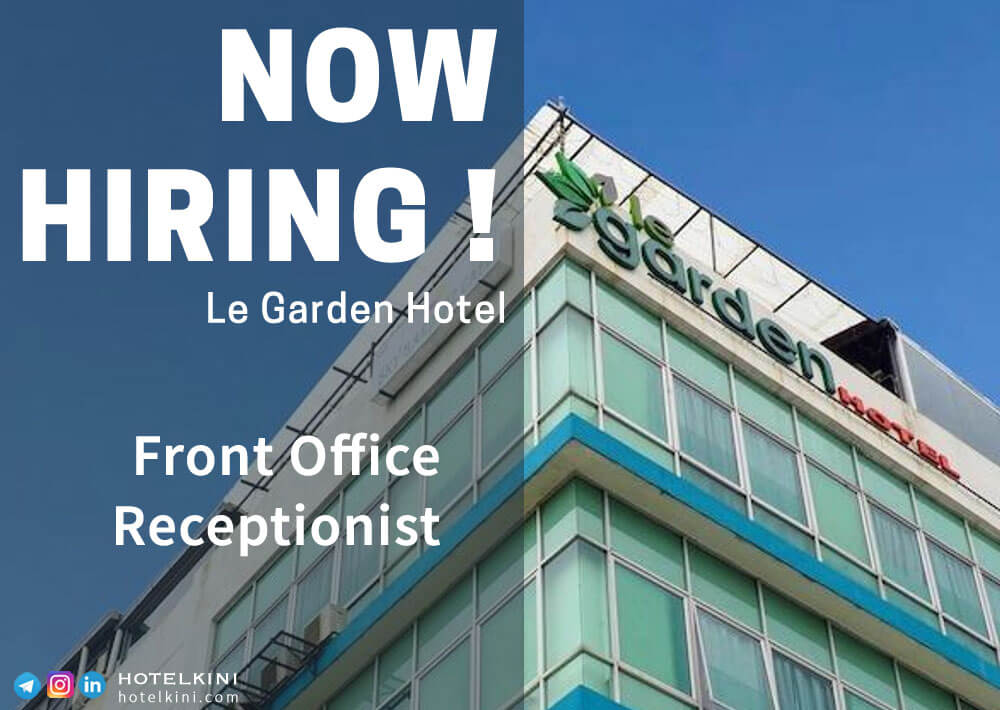 NOW
HIRING !
Le Garden Hotel
Front Office
Receptionist
le
garden
HOTEL
HOTELKINI
hotelkini.com